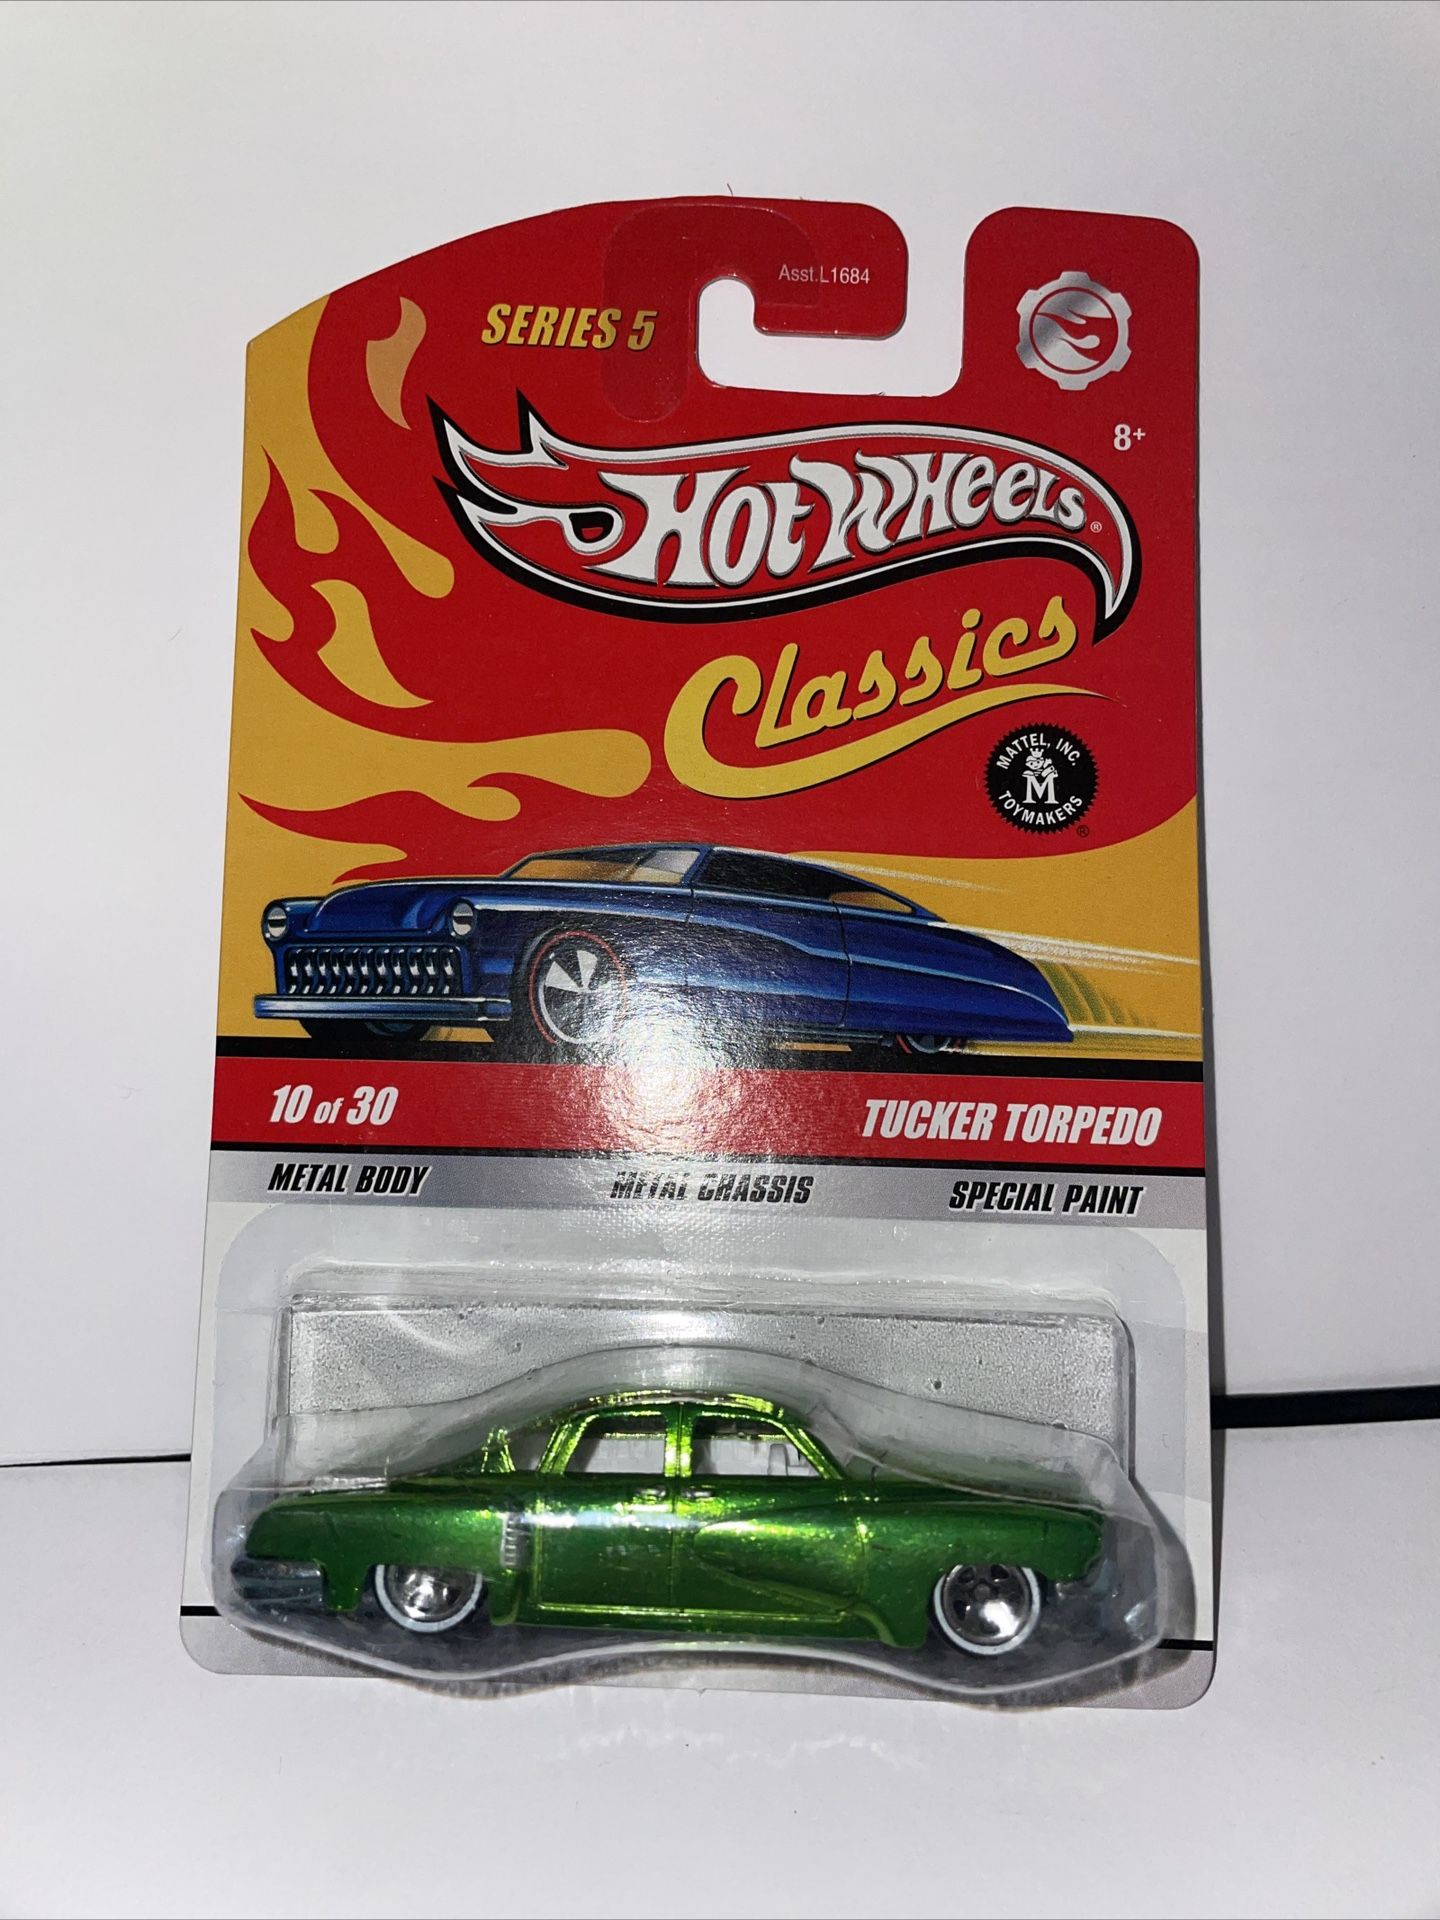 Asst.L1684
SERIES 5
8+
HOT WHEELS®
Classics
MATTEL, INC.
M
TOYMAKERS
®
10 of 30
TUCKER TORPEDO
METAL BODY
METAL CHASSIS
SPECIAL PAINT